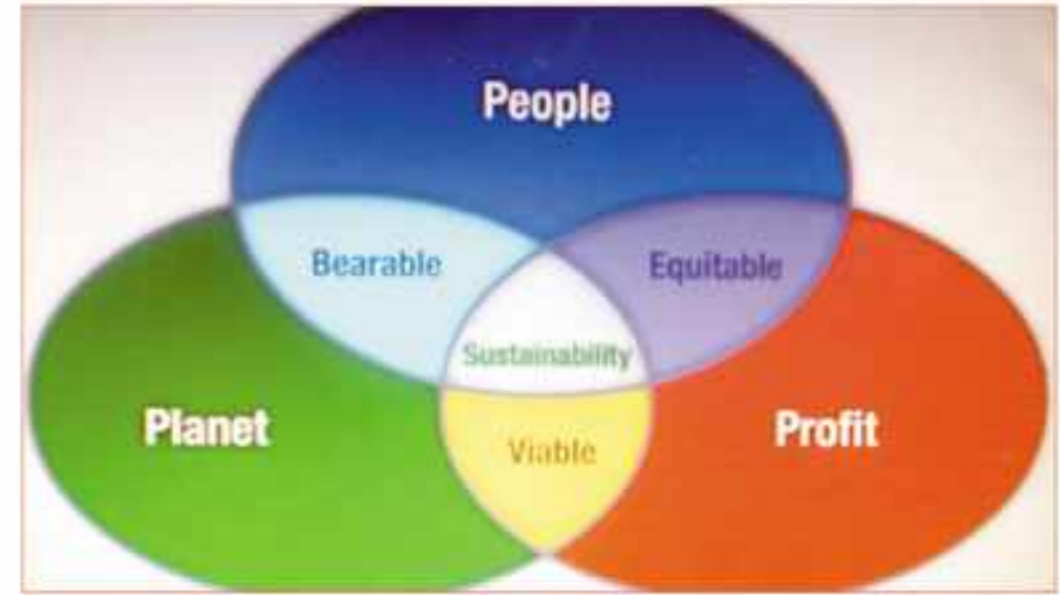 People
Bearable
Equitable
Sustainability
Planet
Profit
Viable